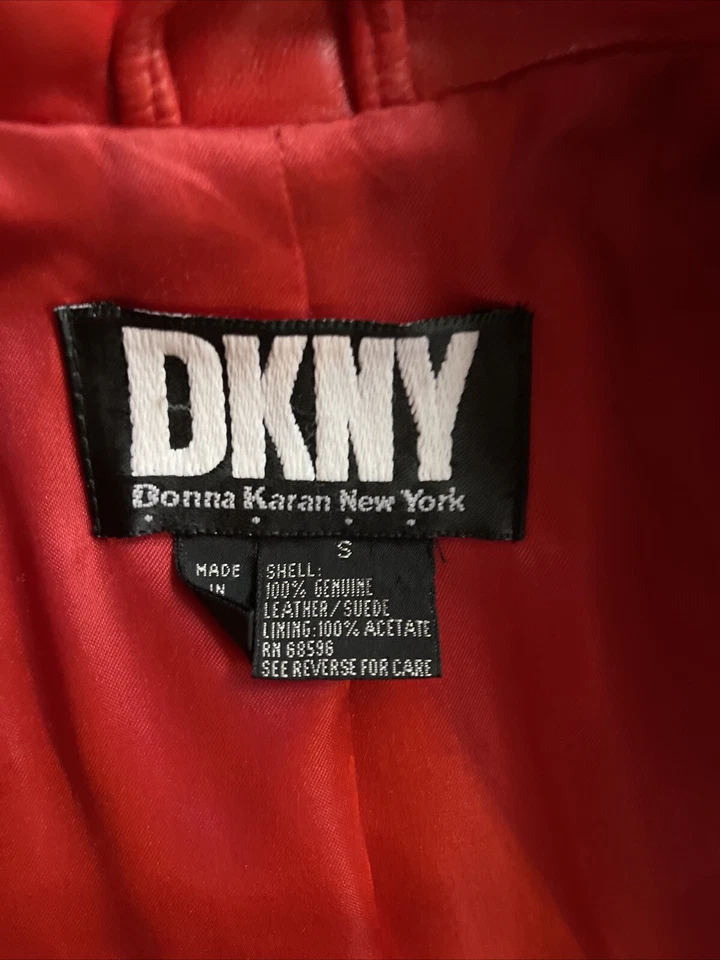 DKNY
Donna Karan New York
S
MADE
IN
SHELL:
100% GENUINE
LEATHER/SUEDE
LINING:100% ACETATE
RN 68596
SEE REVERSE FOR CARE